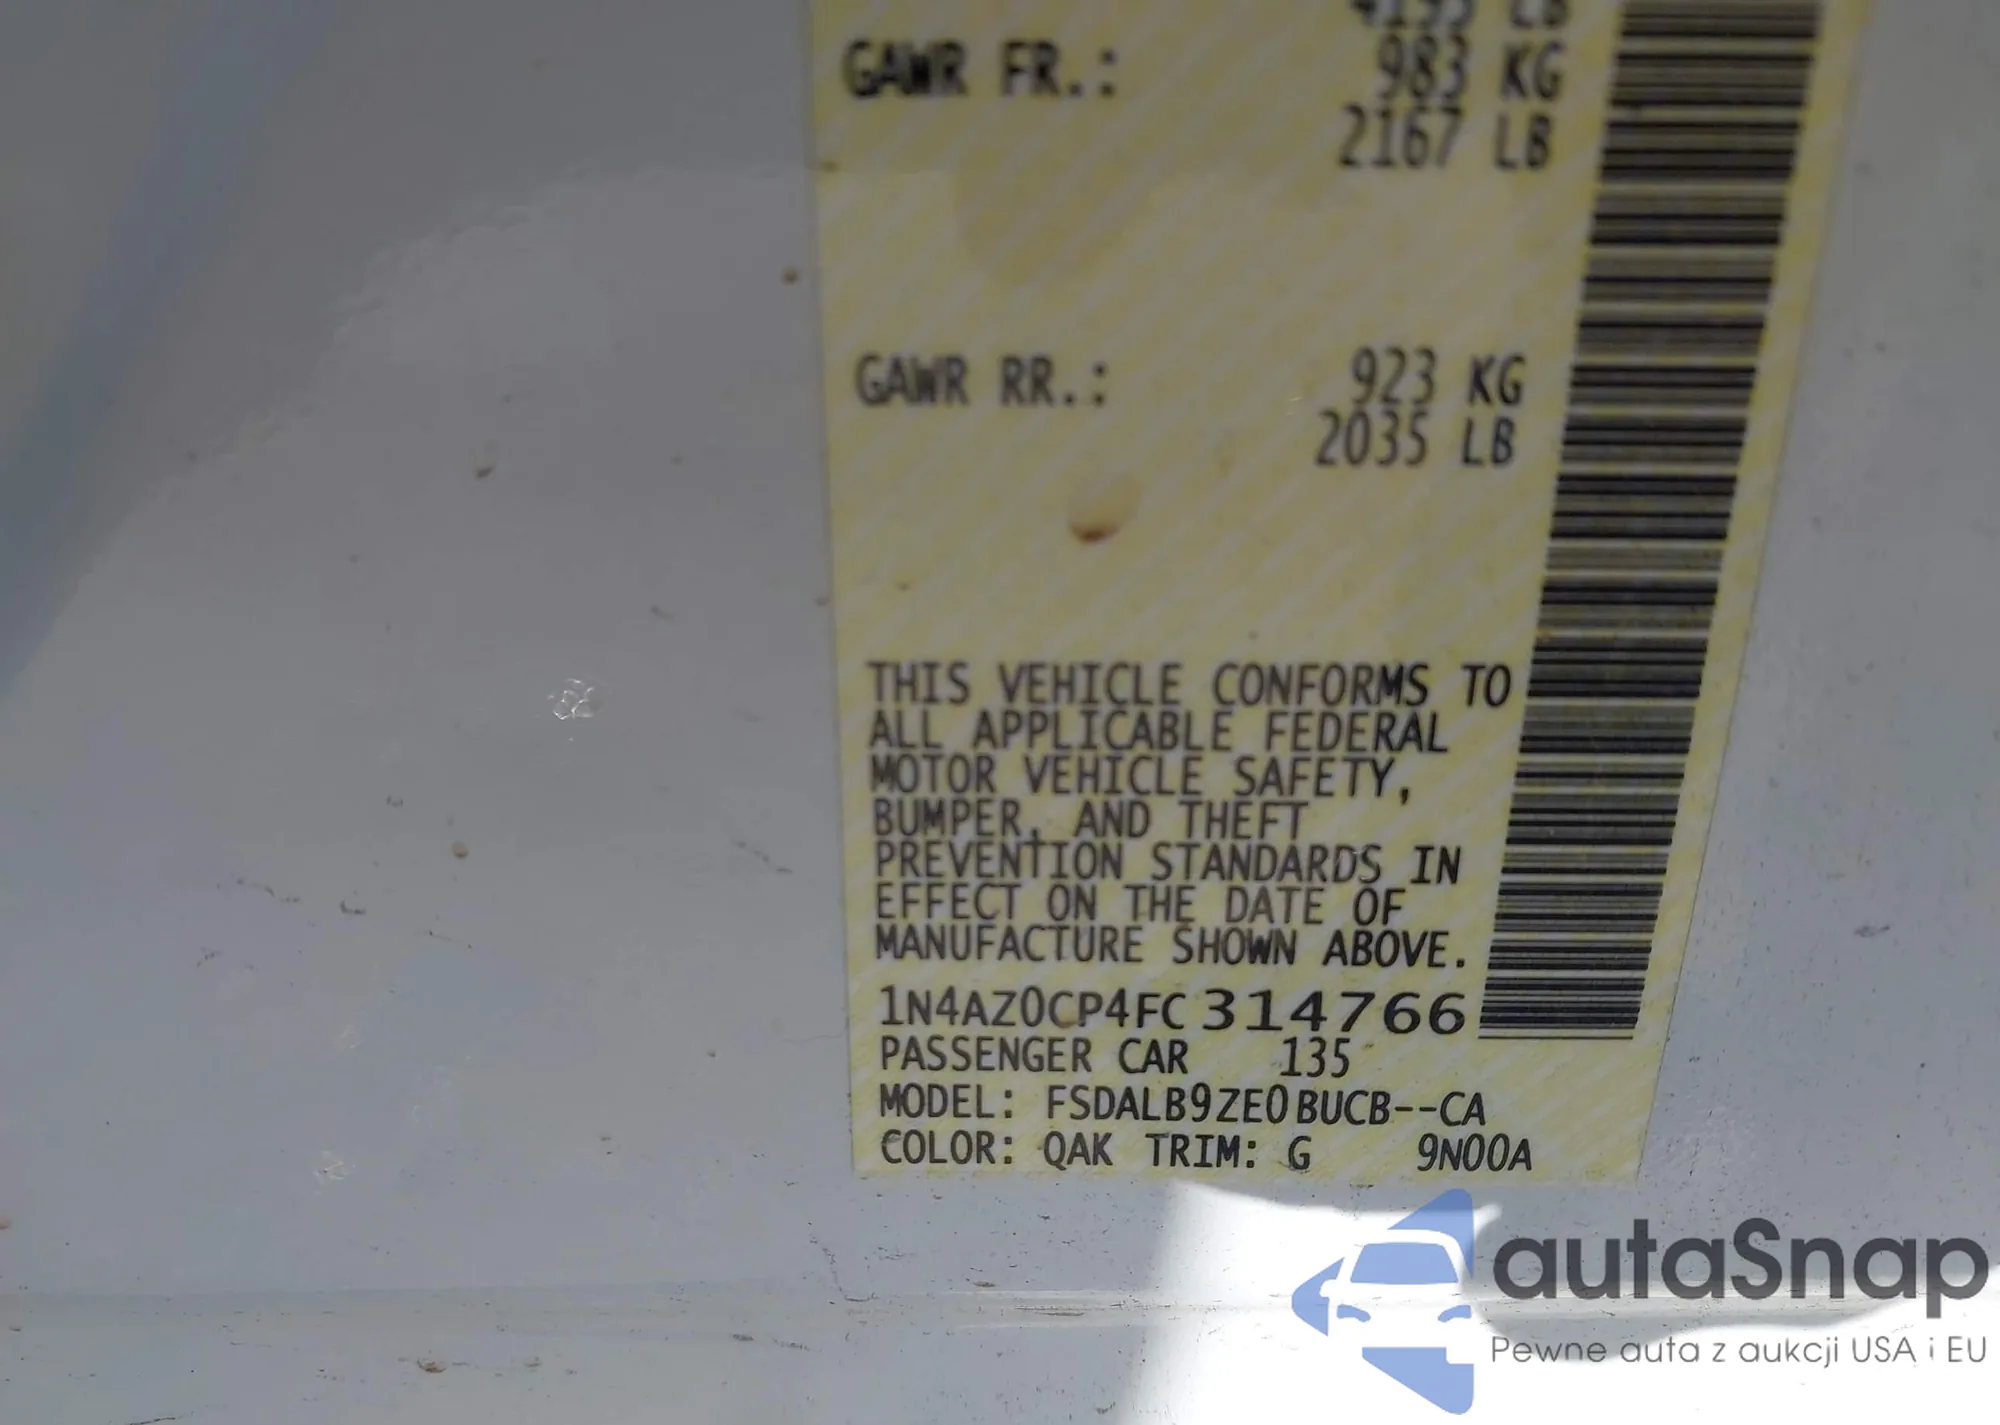 4195 LB
GAWR FR.: 983 KG
2167 LB
GAWR RR.: 923 KG
2035 LB
THIS VEHICLE CONFORMS TO
ALL APPLICABLE FEDERAL
MOTOR VEHICLE SAFETY,
BUMPER, AND THEFT
PREVENTION STANDARDS IN
EFFECT ON THE DATE OF
MANUFACTURE SHOWN ABOVE.
1N4AZ0CP4FC314766
PASSENGER CAR 135
MODEL: FSDALB9ZE0BUCB--CA
COLOR: QAK TRIM: G 9N00A
autaSnap
Pewne auta z aukcji USA i EU